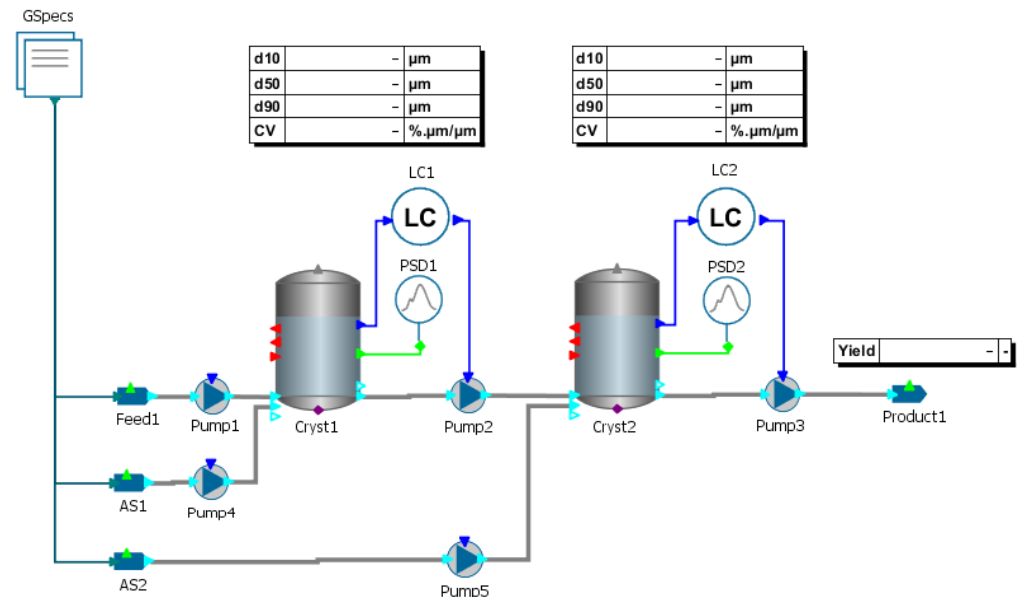 GSpecs
d10 – µm
d50 – µm
d90 – µm
CV – %.µm/µm
d10 – µm
d50 – µm
d90 – µm
CV – %.µm/µm
LC1
LC
LC2
LC
PSD1
PSD2
Yield – -
Feed1
Pump1
Cryst1
Pump2
Cryst2
Pump3
Product1
AS1
Pump4
AS2
Pump5